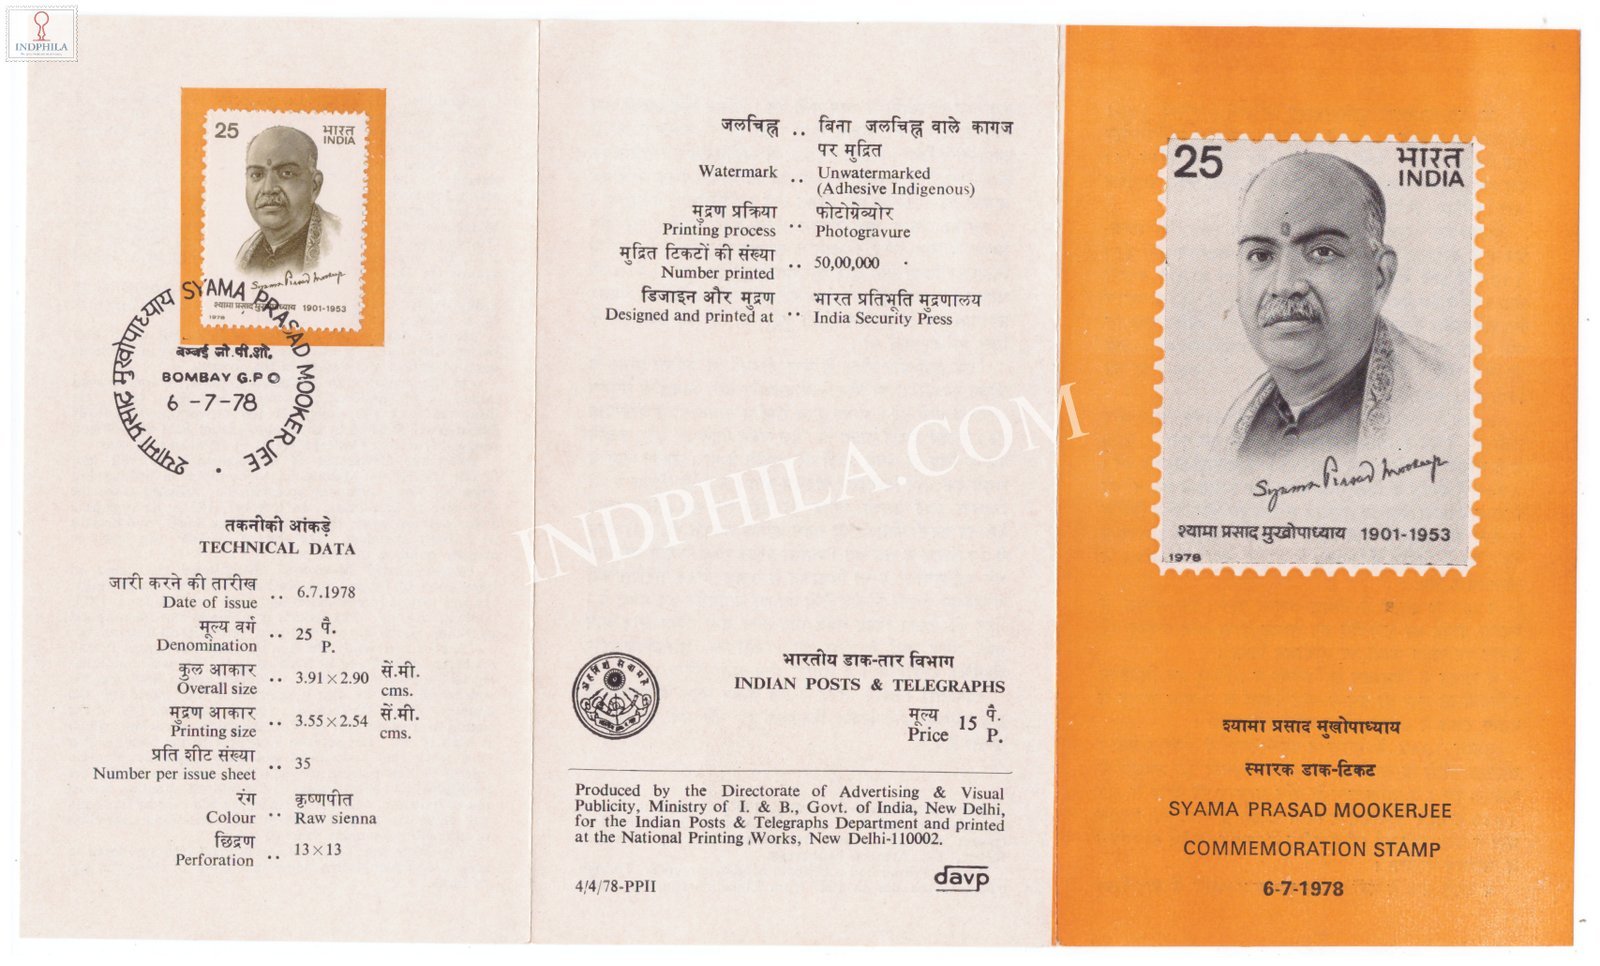 INDPHILA
25 भारत
INDIA
Syama Prasad Mookerjee
श्यामा प्रसाद मुखोपाध्याय 1901-1953
1978
श्यामा प्रसाद मुखोपाध्याय SYAMA PRASAD MOOKERJEE
बम्बई जी.पी.ओ.
BOMBAY G.P.O
6-7-78
तकनीकी आंकड़े
TECHNICAL DATA
जारी करने की तारीख
Date of issue .. 6.7.1978
मूल्य वर्ग .. 25 पै.
Denomination P.
कुल आकार .. 3.91×2.90 सें.मी.
Overall size cms.
मुद्रण आकार .. 3.55×2.54 सें.मी.
Printing size cms.
प्रति शीट संख्या
Number per issue sheet .. 35
रंग .. कृष्णपीत
Colour Raw sienna
छिद्रण
Perforation .. 13×13
जलचिह्न .. बिना जलचिह्न वाले कागज
पर मुद्रित
Watermark .. Unwatermarked
(Adhesive Indigenous)
मुद्रण प्रक्रिया .. फोटोग्रेव्योर
Printing process Photogravure
मुद्रित टिकटों की संख्या
Number printed .. 50,00,000
डिजाइन और मुद्रण .. भारत प्रतिभूति मुद्रणालय
Designed and printed at India Security Press
INDPHILA.COM
भारतीय डाक-तार विभाग
INDIAN POSTS & TELEGRAPHS
मूल्य 15 पै.
Price P.
Produced by the Directorate of Advertising & Visual
Publicity, Ministry of I. & B., Govt. of India, New Delhi,
for the Indian Posts & Telegraphs Department and printed
at the National Printing Works, New Delhi-110002.
4/4/78-PPII
davp
25 भारत
INDIA
Syama Prasad Mookerjee
श्यामा प्रसाद मुखोपाध्याय 1901-1953
1978
श्यामा प्रसाद मुखोपाध्याय
स्मारक डाक-टिकट
SYAMA PRASAD MOOKERJEE
COMMEMORATION STAMP
6-7-1978